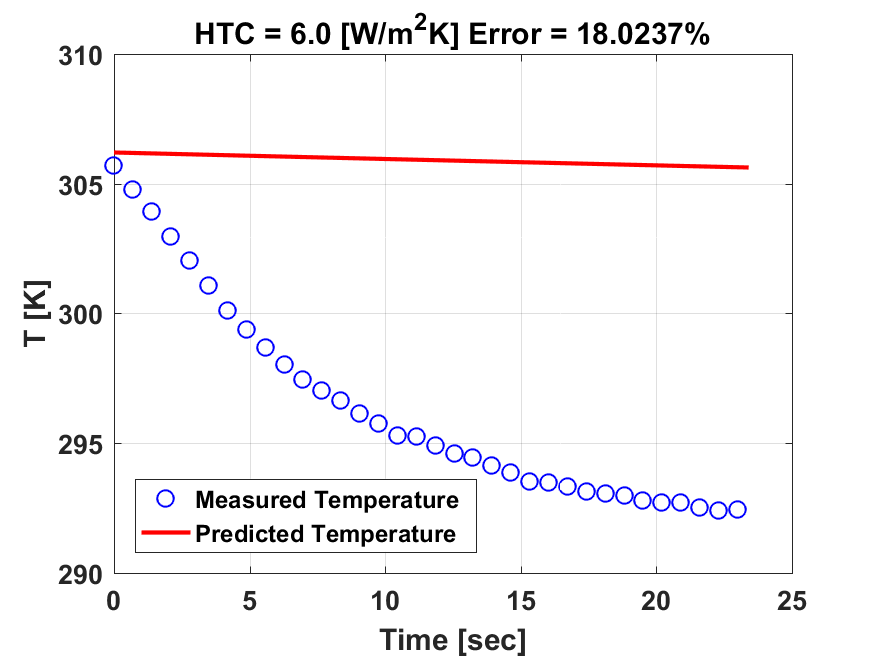 HTC = 6.0 [W/m²K] Error = 18.0237%
310
305
300
295
290
T [K]
Measured Temperature
Predicted Temperature
0 5 10 15 20 25
Time [sec]